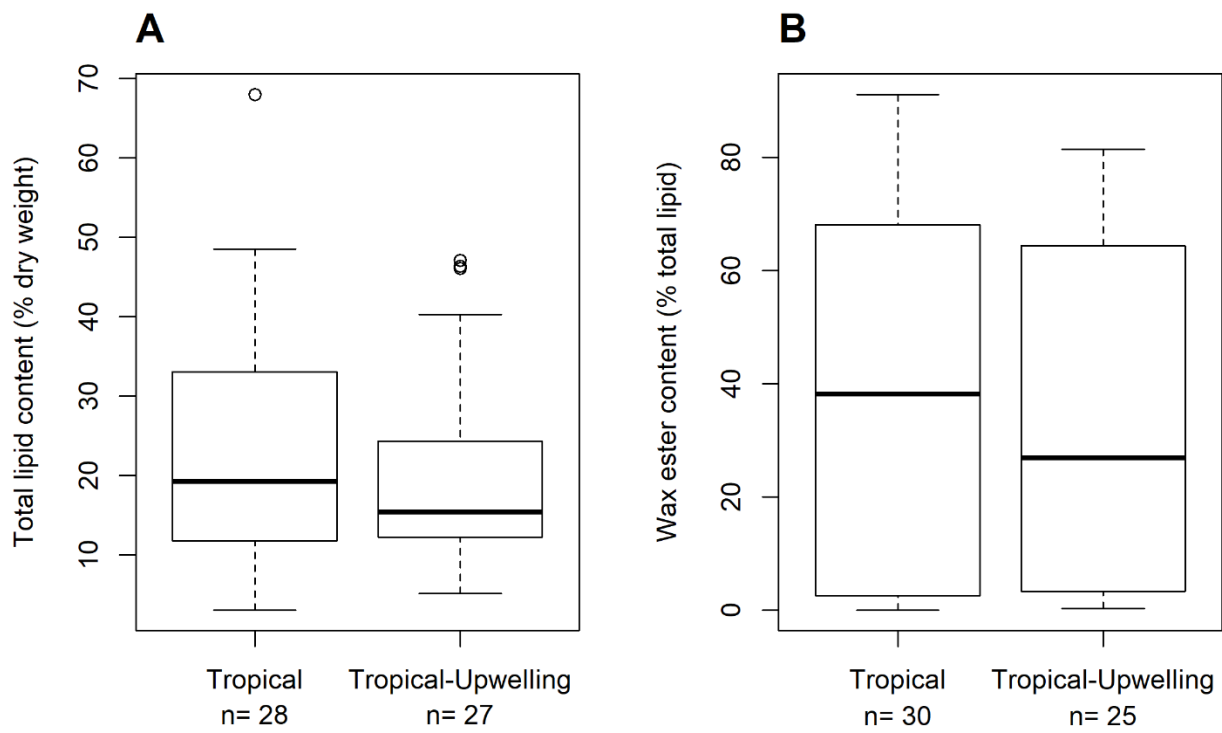 A
Total lipid content (% dry weight)
70
60
50
40
30
20
10
Tropical
n= 28
Tropical-Upwelling
n= 27
B
Wax ester content (% total lipid)
80
60
40
20
0
Tropical
n= 30
Tropical-Upwelling
n= 25